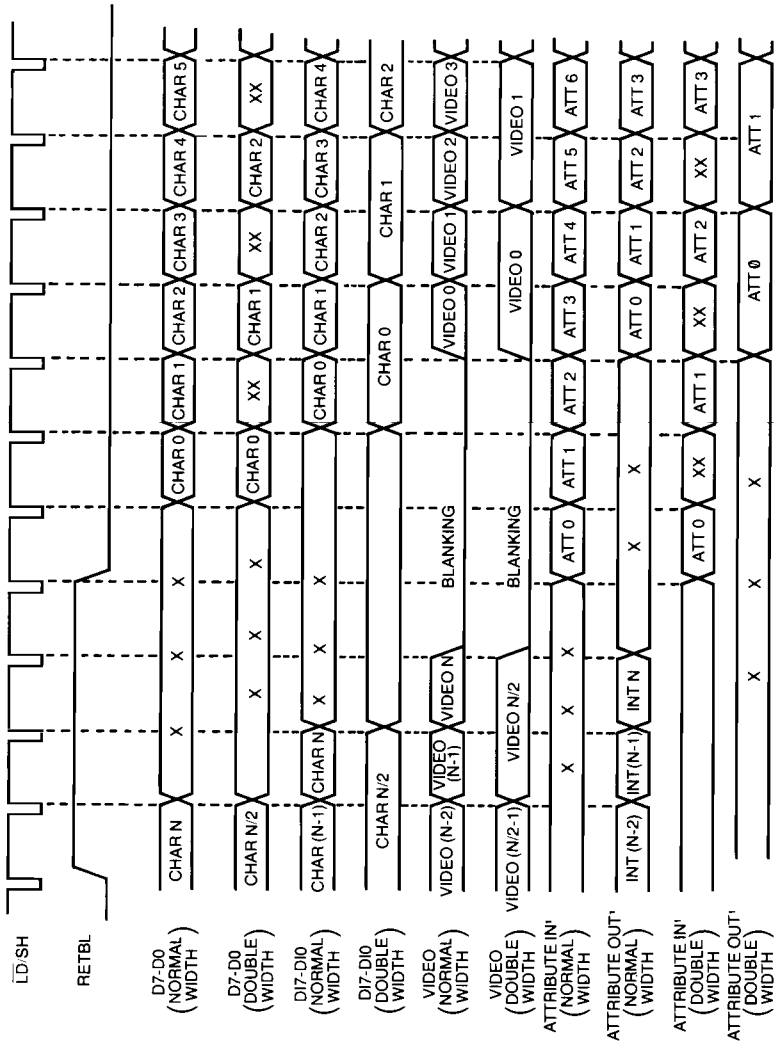 LD/SH
RETBL
D7-D0 (NORMAL WIDTH) CHAR N X X X CHAR 0 CHAR 1 CHAR 2 CHAR 3 CHAR 4 CHAR 5
D7-D0 (DOUBLE WIDTH) CHAR N/2 X X X CHAR 0 XX CHAR 1 XX CHAR 2 XX
DI7-DI0 (NORMAL WIDTH) CHAR (N-1) CHAR N X X X CHAR 0 CHAR 1 CHAR 2 CHAR 3 CHAR 4
DI7-DI0 (DOUBLE WIDTH) CHAR N/2 CHAR 0 CHAR 1 CHAR 2
VIDEO (NORMAL WIDTH) VIDEO (N-2) VIDEO (N-1) VIDEO N BLANKING VIDEO 0 VIDEO 1 VIDEO 2 VIDEO 3
VIDEO (DOUBLE WIDTH) VIDEO (N/2-1) VIDEO N/2 BLANKING VIDEO 0 VIDEO 1
ATTRIBUTE IN' (NORMAL WIDTH) X X X ATT 0 ATT 1 ATT 2 ATT 3 ATT 4 ATT 5 ATT 6
ATTRIBUTE OUT' (NORMAL WIDTH) INT (N-2) INT(N-1) INT N X X ATT 0 ATT 1 ATT 2 ATT 3
ATTRIBUTE IN' (DOUBLE WIDTH) ATT 0 XX ATT 1 XX ATT 2 XX ATT 3
ATTRIBUTE OUT' (DOUBLE WIDTH) X X X ATT 0 ATT 1